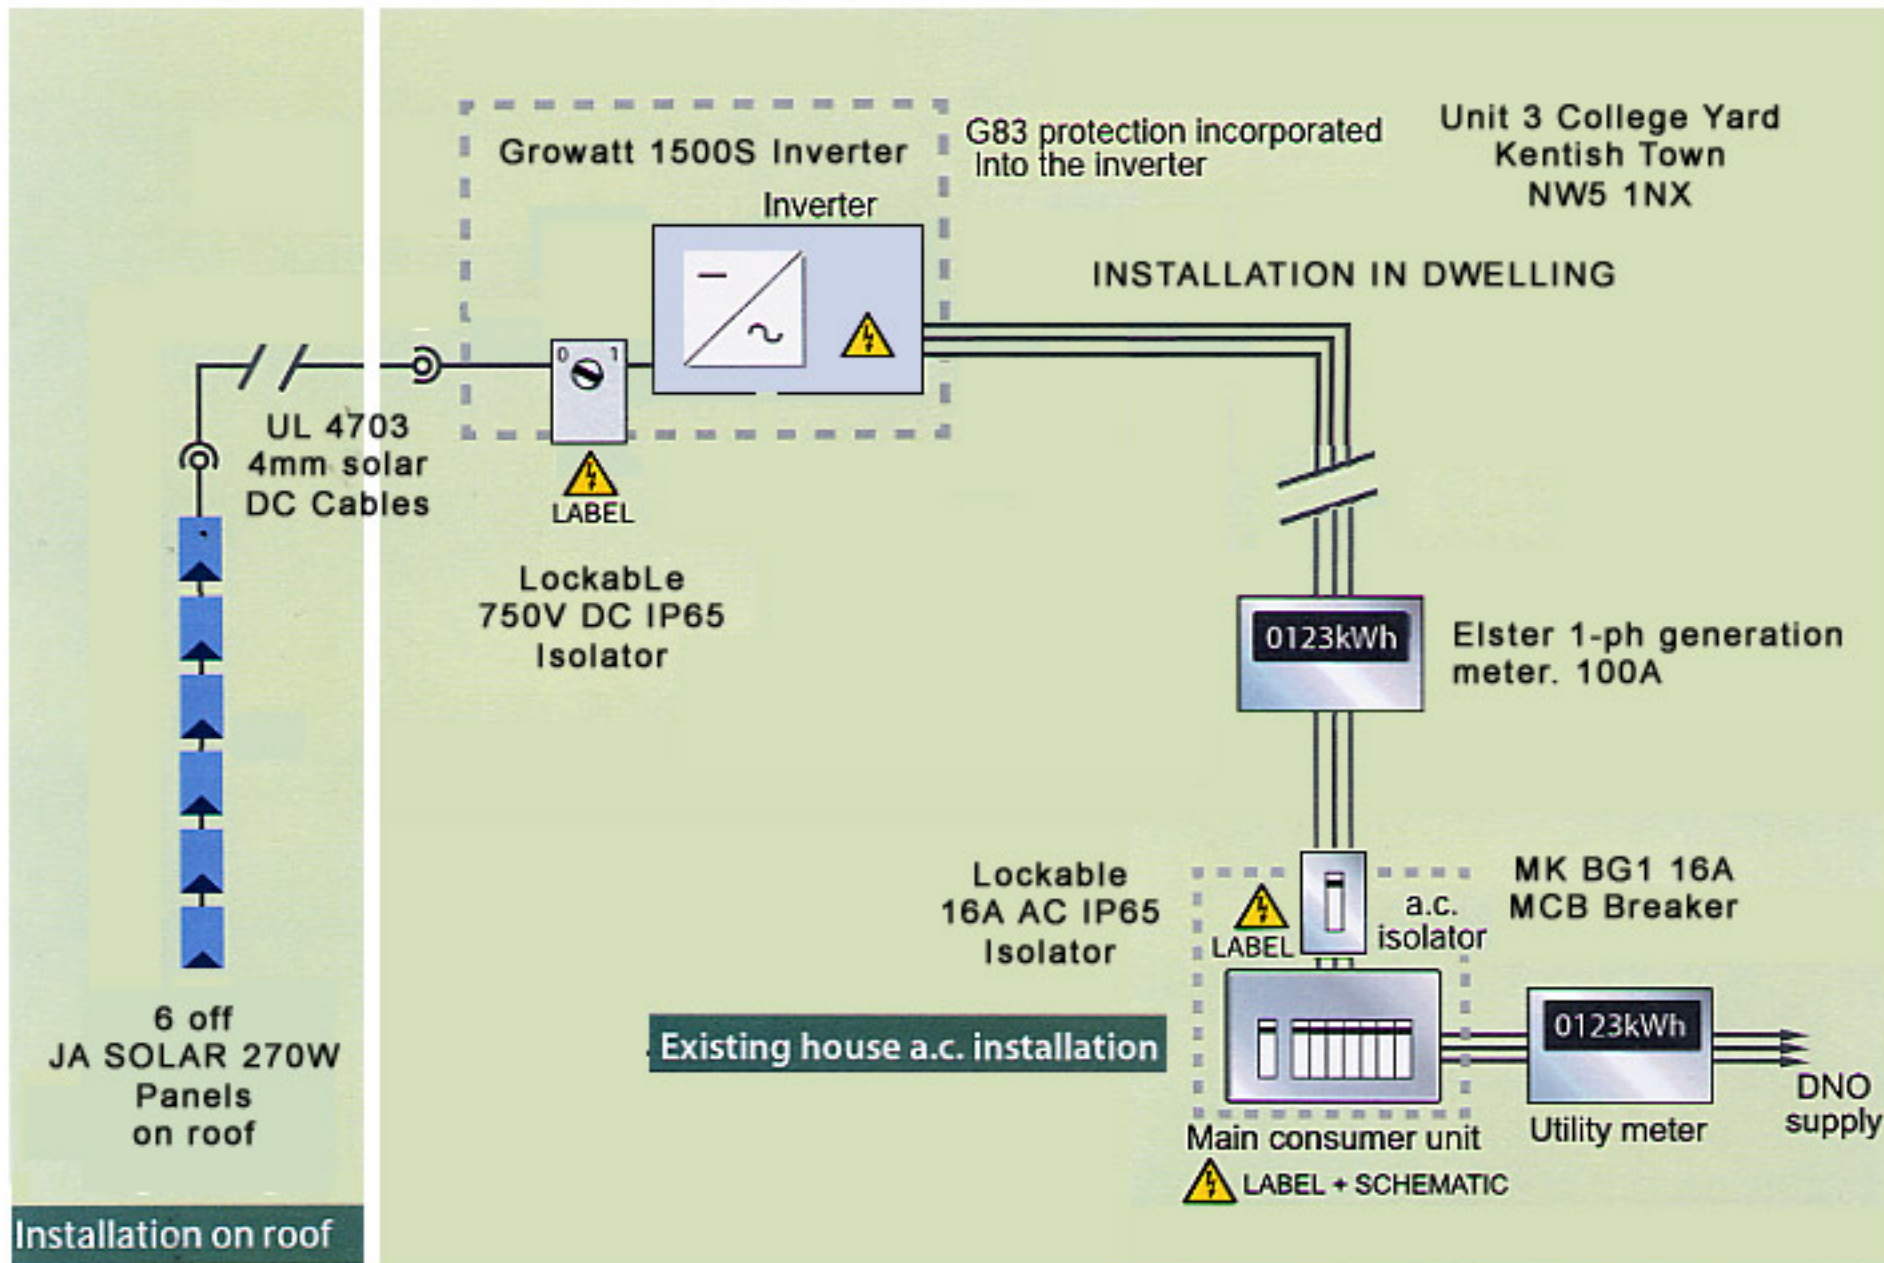 Growatt 1500S Inverter
Inverter
G83 protection incorporated
Into the inverter
Unit 3 College Yard
Kentish Town
NW5 1NX
INSTALLATION IN DWELLING
UL 4703
4mm solar
DC Cables
0 1
LABEL
LockabLe
750V DC IP65
Isolator
0123kWh
Elster 1-ph generation
meter. 100A
Lockable
16A AC IP65
Isolator
LABEL
a.c.
isolator
MK BG1 16A
MCB Breaker
6 off
JA SOLAR 270W
Panels
on roof
Existing house a.c. installation
0123kWh
DNO
supply
Main consumer unit
Utility meter
LABEL + SCHEMATIC
Installation on roof